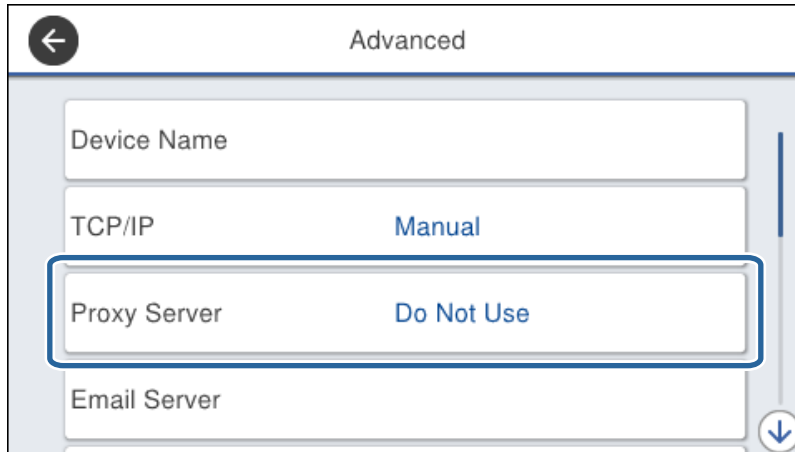 Advanced
Device Name
TCP/IP Manual
Proxy Server Do Not Use
Email Server